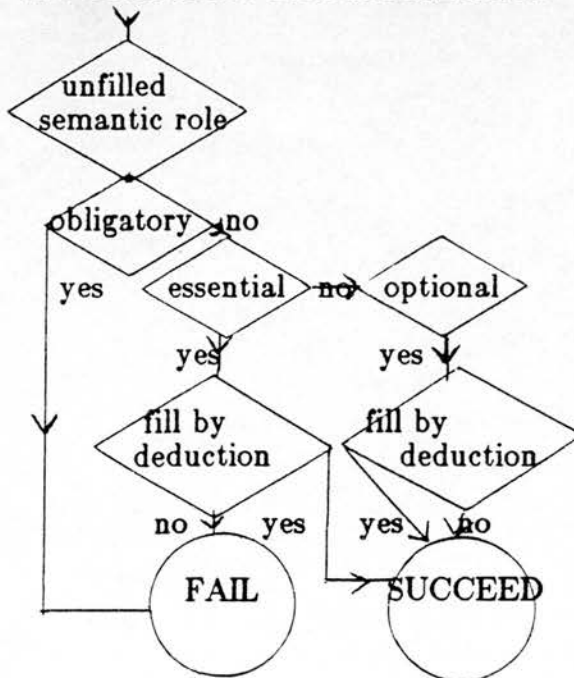 unfilled
semantic role
obligatory no
yes essential no optional
yes yes
fill by fill by
deduction deduction
no yes yes no
FAIL SUCCEED